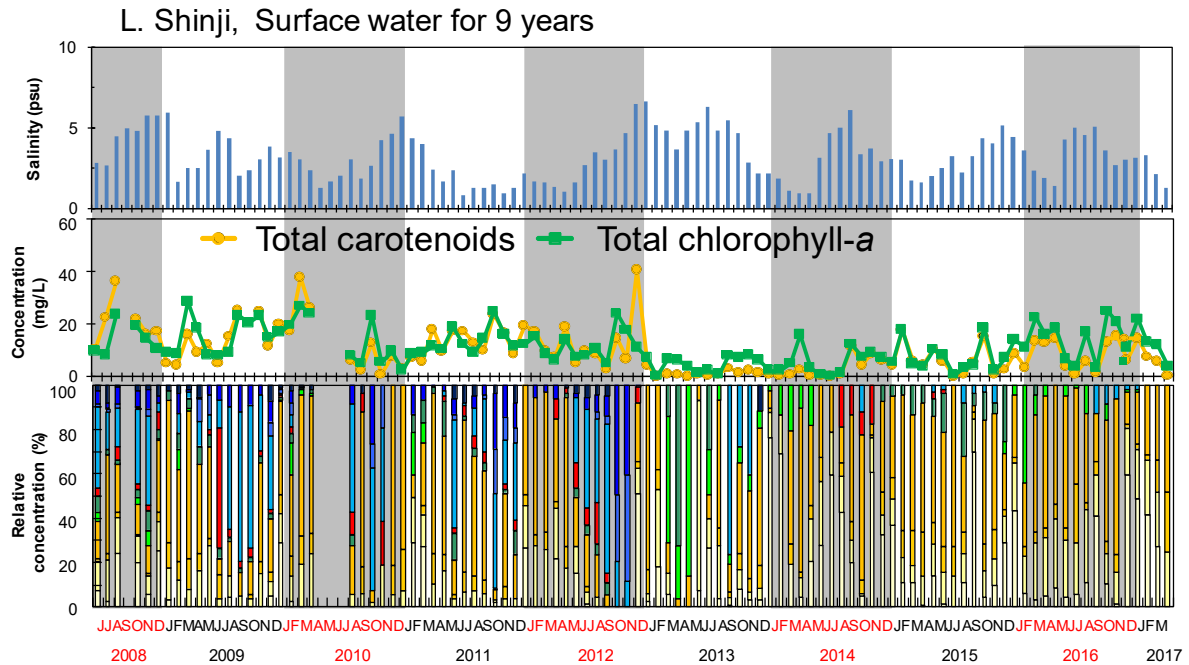 L. Shinji,  Surface water for 9 years
10
5
0
Salinity (psu)
60
40
20
0
Concentration
(mg/L)
Total carotenoids
Total chlorophyll-a
100
80
60
40
20
0
Relative
concentration (%)
JJASOND JFMAMJJASOND JFMAMJJASOND JFMAMJJASOND JFMAMJJASOND JFMAMJJASOND JFMAMJJASOND JFMAMJJASOND JFMAMJJASOND JFM
2008 2009 2010 2011 2012 2013 2014 2015 2016 2017